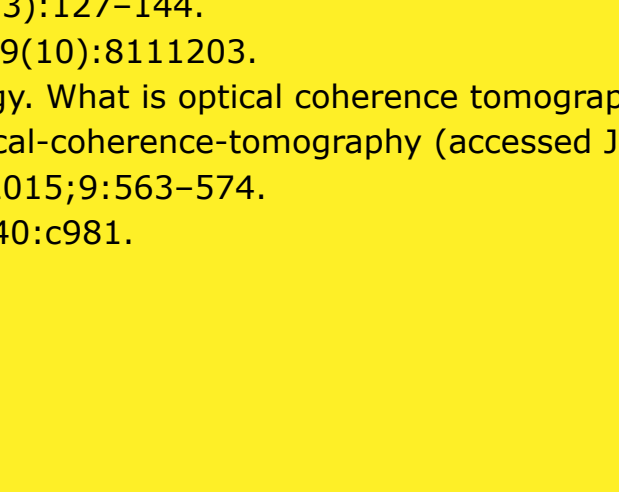 3):127–144.
9(10):8111203.
gy. What is optical coherence tomograp
cal-coherence-tomography (accessed J
2015;9:563–574.
40:c981.